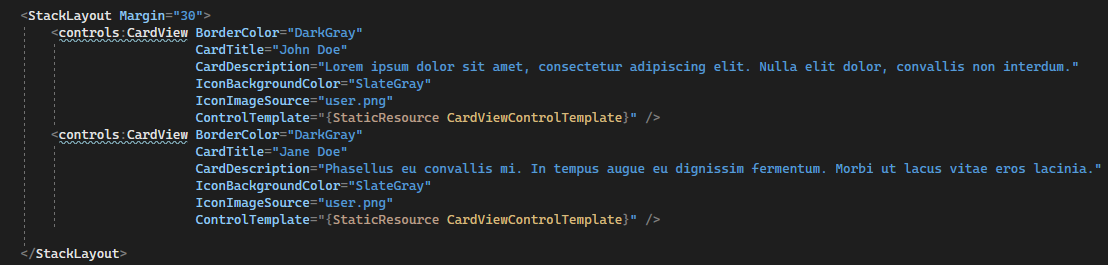 <StackLayout Margin="30">
<controls:CardView BorderColor="DarkGray"
CardTitle="John Doe"
CardDescription="Lorem ipsum dolor sit amet, consectetur adipiscing elit. Nulla elit dolor, convallis non interdum."
IconBackgroundColor="SlateGray"
IconImageSource="user.png"
ControlTemplate="{StaticResource CardViewControlTemplate}" />
<controls:CardView BorderColor="DarkGray"
CardTitle="Jane Doe"
CardDescription="Phasellus eu convallis mi. In tempus augue eu dignissim fermentum. Morbi ut lacus vitae eros lacinia."
IconBackgroundColor="SlateGray"
IconImageSource="user.png"
ControlTemplate="{StaticResource CardViewControlTemplate}" />
</StackLayout>